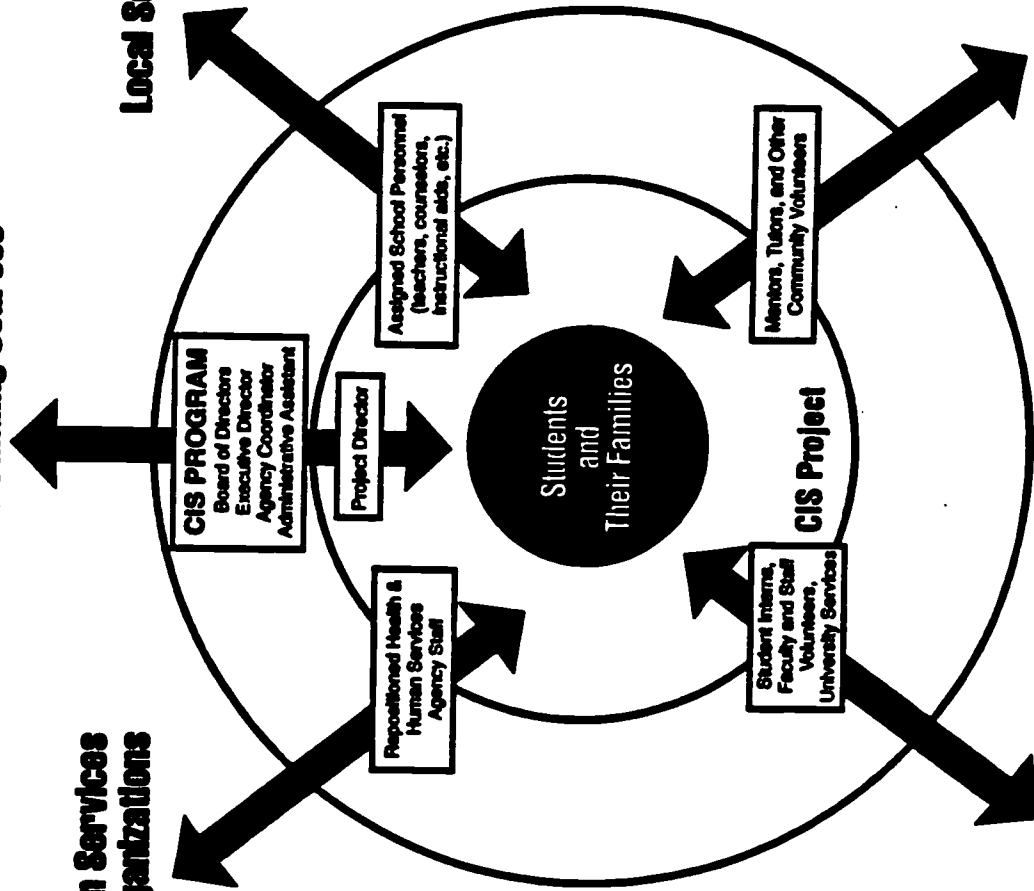 Services
Local
CIS PROGRAM
Board of Directors
Executive Director
Agency Coordinator
Administrative Assistant
Project Director
Repositioned Health &
Human Services
Agency Staff
Assigned School Personnel
(teachers, counselors,
instructional aids, etc.)
Students
and
Their Families
CIS Project
Student Interns,
Faculty and Staff
Volunteers,
University Services
Mentors, Tutors, and Other
Community Volunteers